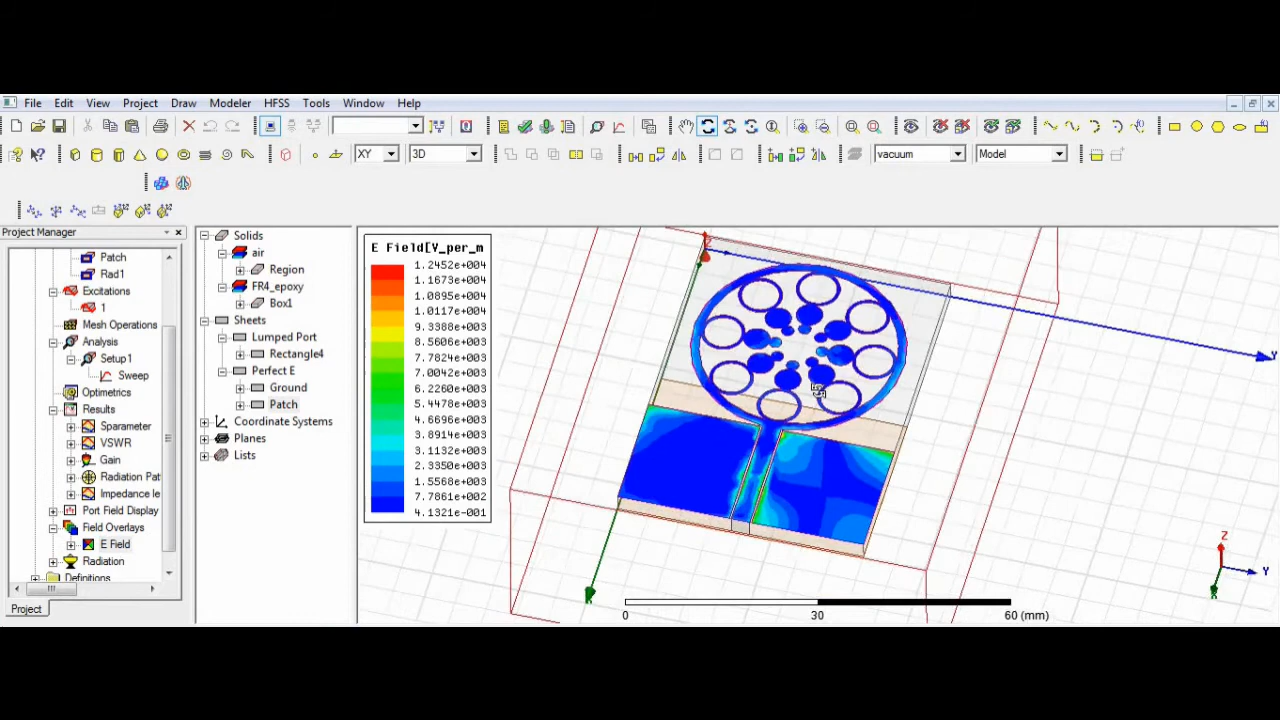 File Edit View Project Draw Modeler HFSS Tools Window Help
XY 3D vacuum Model
Project Manager
Patch
Rad1
Excitations
1
Mesh Operations
Analysis
Setup1
Sweep
Optimetrics
Results
Sparameter
VSWR
Gain
Radiation Pat
Impedance le
Port Field Display
Field Overlays
E Field
Radiation
Definitions
Project
Solids
air
Region
FR4_epoxy
Box1
Sheets
Lumped Port
Rectangle4
Perfect E
Ground
Patch
Coordinate Systems
Planes
Lists
E Field[V_per_m
1.2452e+004
1.1673e+004
1.0895e+004
1.0117e+004
9.3388e+003
8.5606e+003
7.7824e+003
7.0042e+003
6.2260e+003
5.4478e+003
4.6696e+003
3.8914e+003
3.1132e+003
2.3350e+003
1.5568e+003
7.7861e+002
4.1321e-001
Z
Y
Z
Y
0 30 60 (mm)